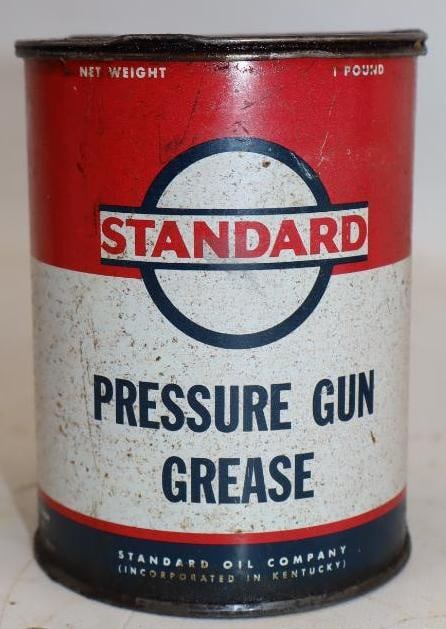 NET WEIGHT 1 POUND
STANDARD
PRESSURE GUN
GREASE
STANDARD OIL COMPANY
(INCORPORATED IN KENTUCKY)